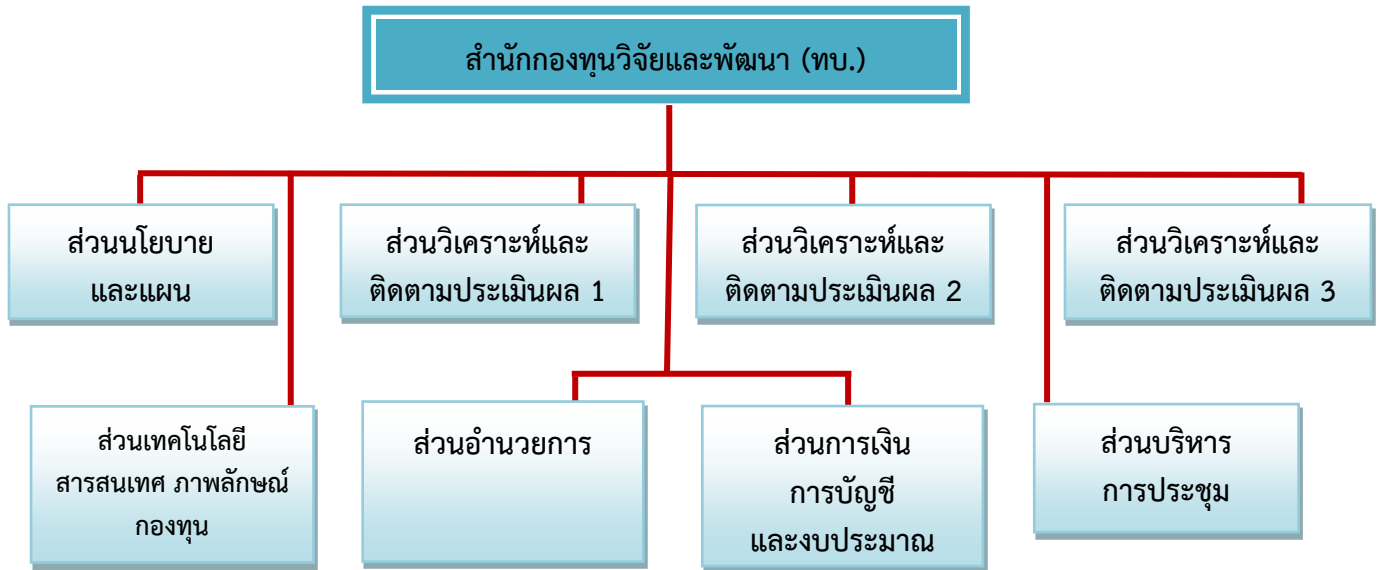 สำนักกองทุนวิจัยและพัฒนา (ทบ.)
ส่วนนโยบาย
และแผน
ส่วนวิเคราะห์และ
ติดตามประเมินผล 1
ส่วนวิเคราะห์และ
ติดตามประเมินผล 2
ส่วนวิเคราะห์และ
ติดตามประเมินผล 3
ส่วนเทคโนโลยี
สารสนเทศ ภาพลักษณ์
กองทุน
ส่วนอำนวยการ
ส่วนการเงิน
การบัญชี
และงบประมาณ
ส่วนบริหาร
การประชุม